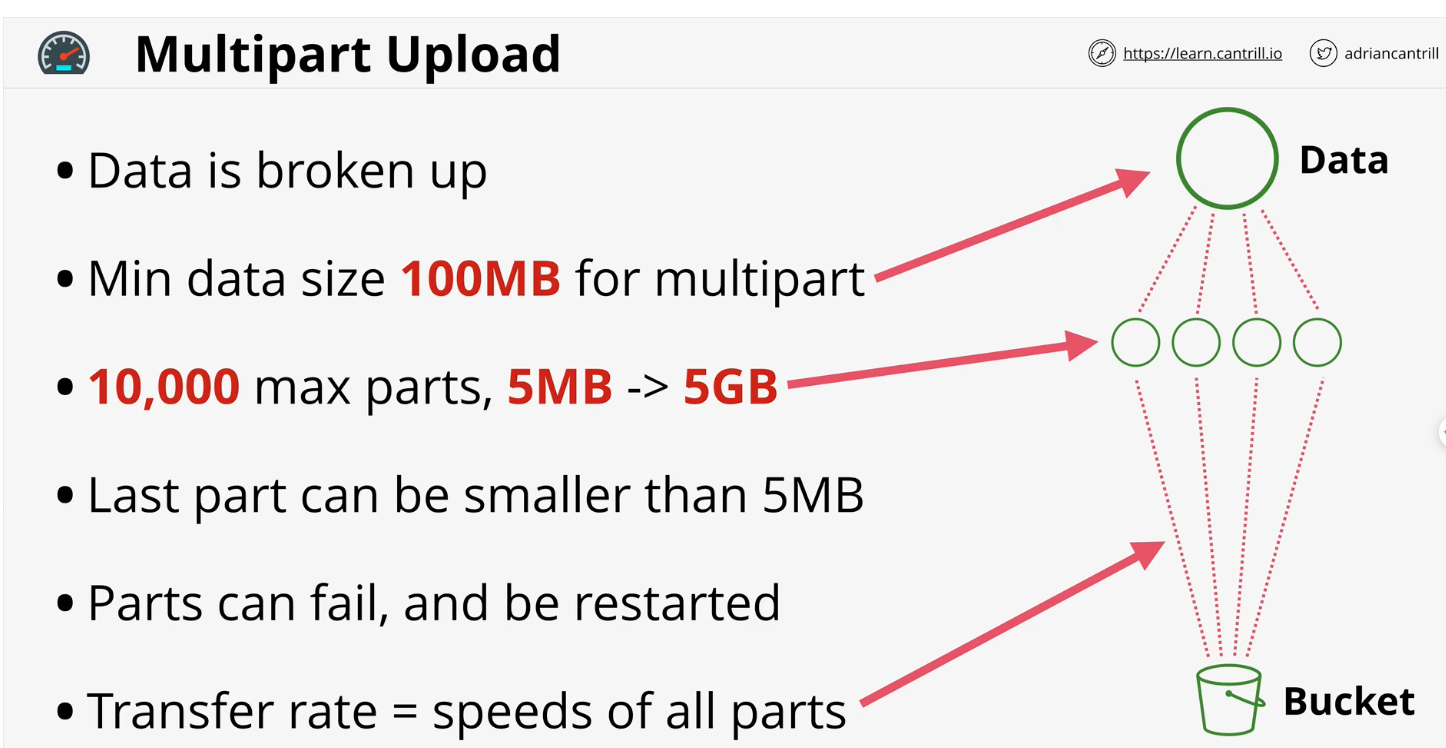 Multipart Upload
https://learn.cantrill.io
adriancantrill
• Data is broken up
• Min data size 100MB for multipart
• 10,000 max parts, 5MB -> 5GB
• Last part can be smaller than 5MB
• Parts can fail, and be restarted
• Transfer rate = speeds of all parts
Data
Bucket